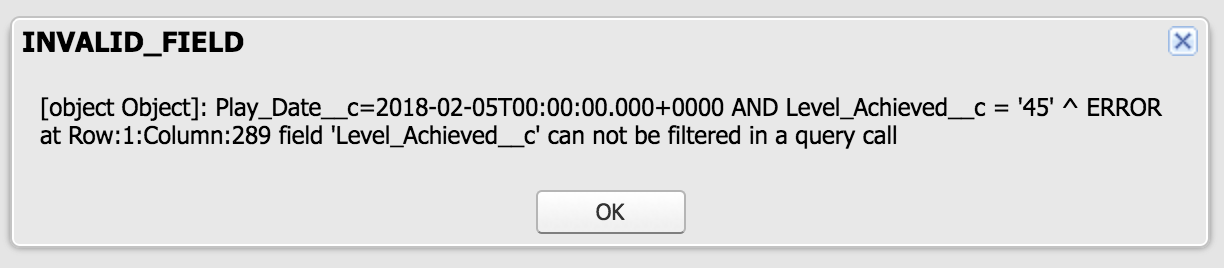 INVALID_FIELD
[object Object]: Play_Date__c=2018-02-05T00:00:00.000+0000 AND Level_Achieved__c = '45' ^ ERROR
at Row:1:Column:289 field 'Level_Achieved__c' can not be filtered in a query call
OK